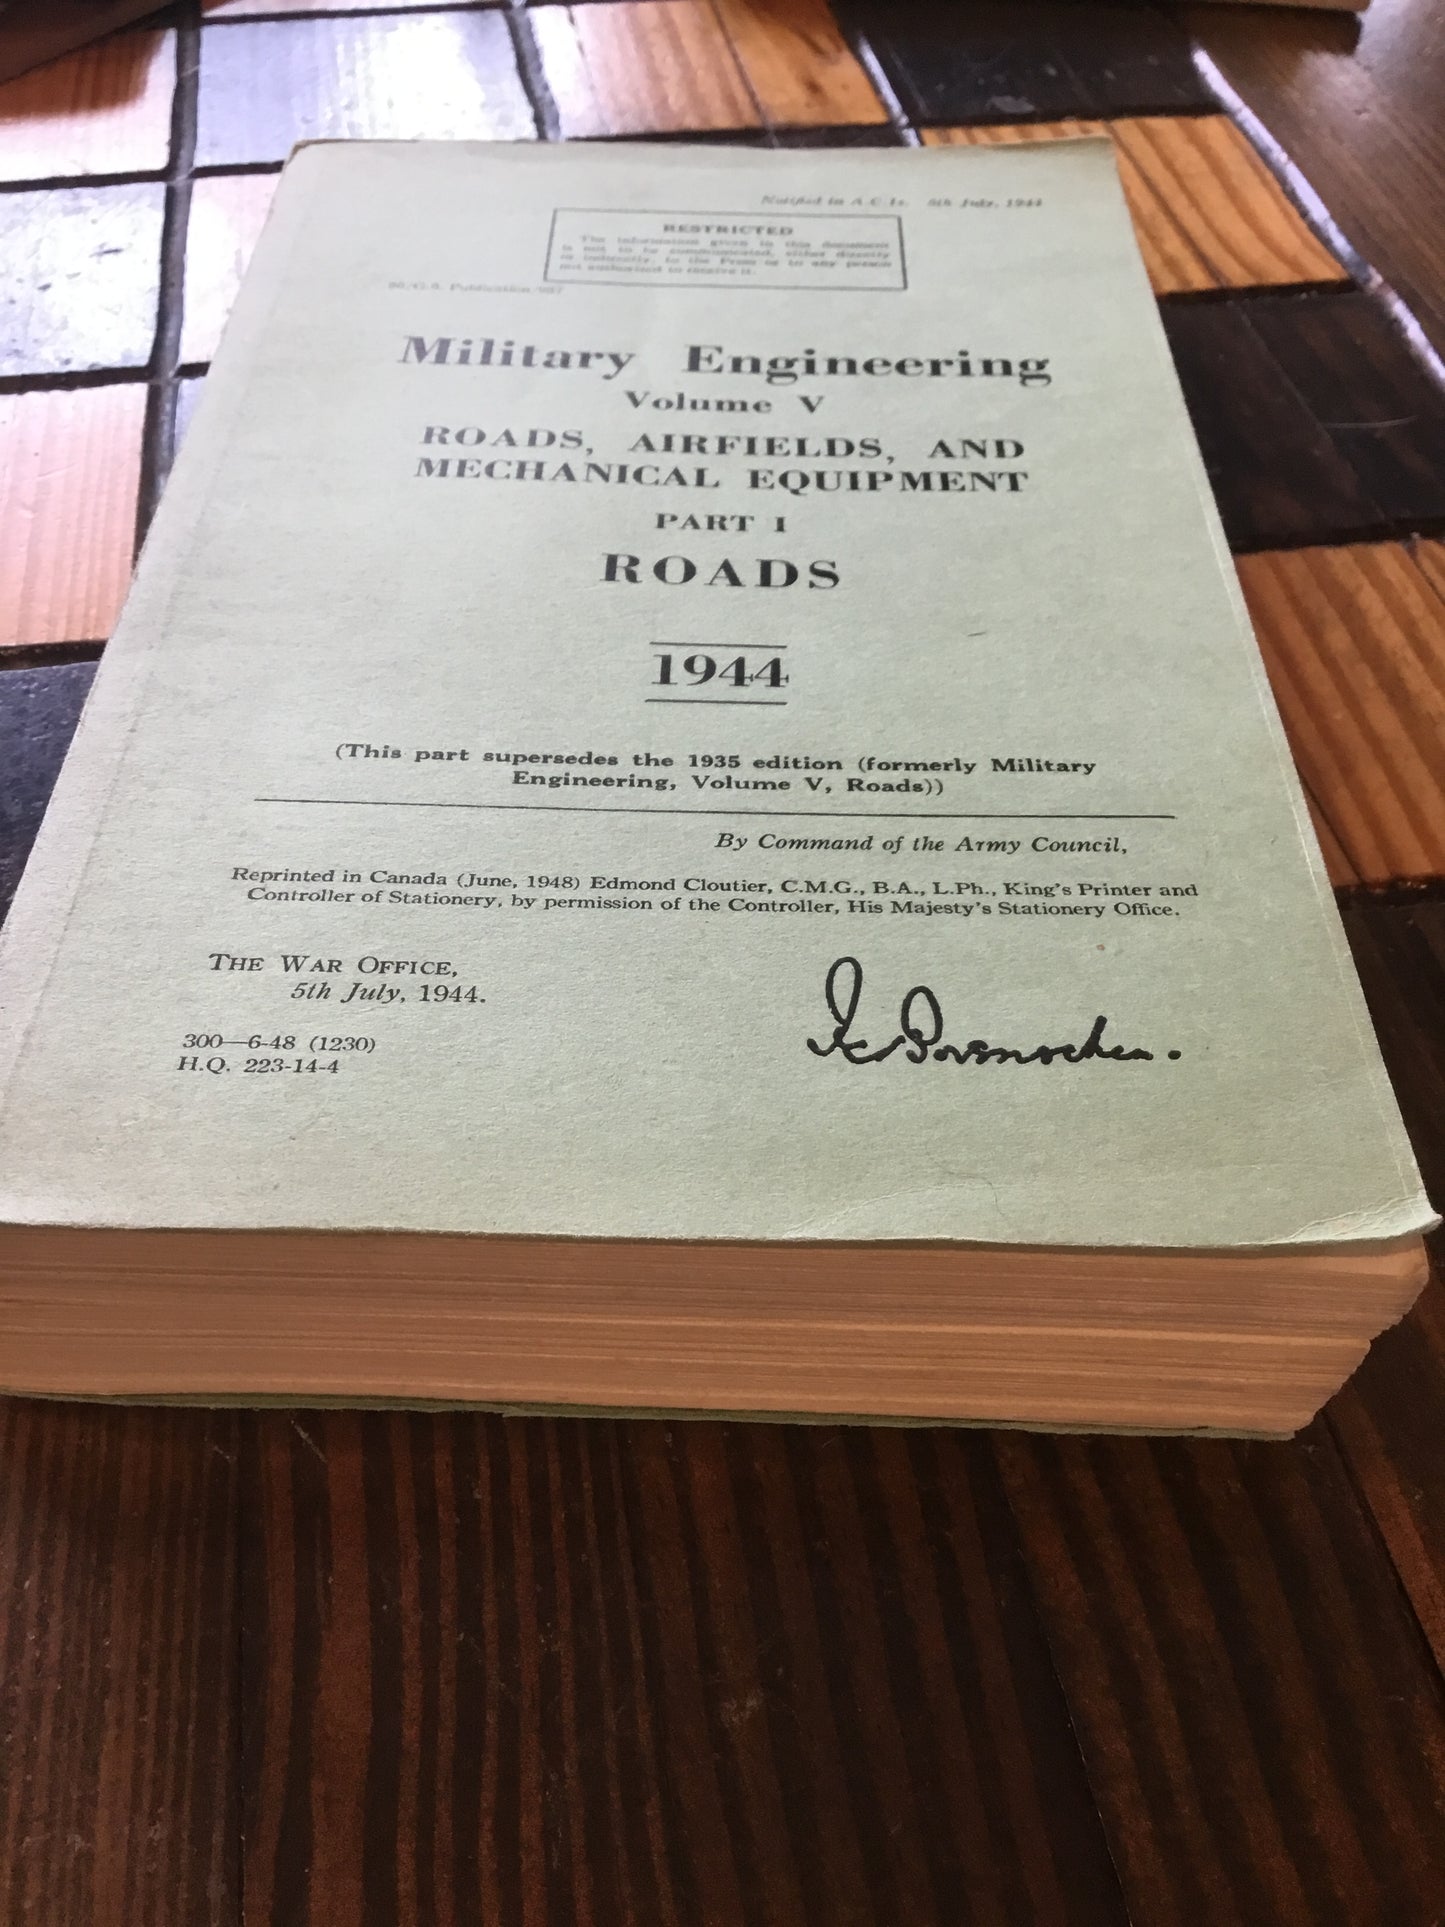 Notified in A.C.Is. 5th July, 1944
RESTRICTED
The information given in this document
is not to be communicated, either directly
or indirectly, to the Press or to any person
not authorized to receive it.
Publication
Military Engineering
Volume V
ROADS, AIRFIELDS, AND
MECHANICAL EQUIPMENT
PART I
ROADS
1944
(This part supersedes the 1935 edition (formerly Military
Engineering, Volume V, Roads))
By Command of the Army Council,
Reprinted in Canada (June, 1948) Edmond Cloutier, C.M.G., B.A., L.Ph., King's Printer and
Controller of Stationery, by permission of the Controller, His Majesty's Stationery Office.
THE WAR OFFICE,
5th July, 1944.
300—6-48 (1230)
H.Q. 223-14-4